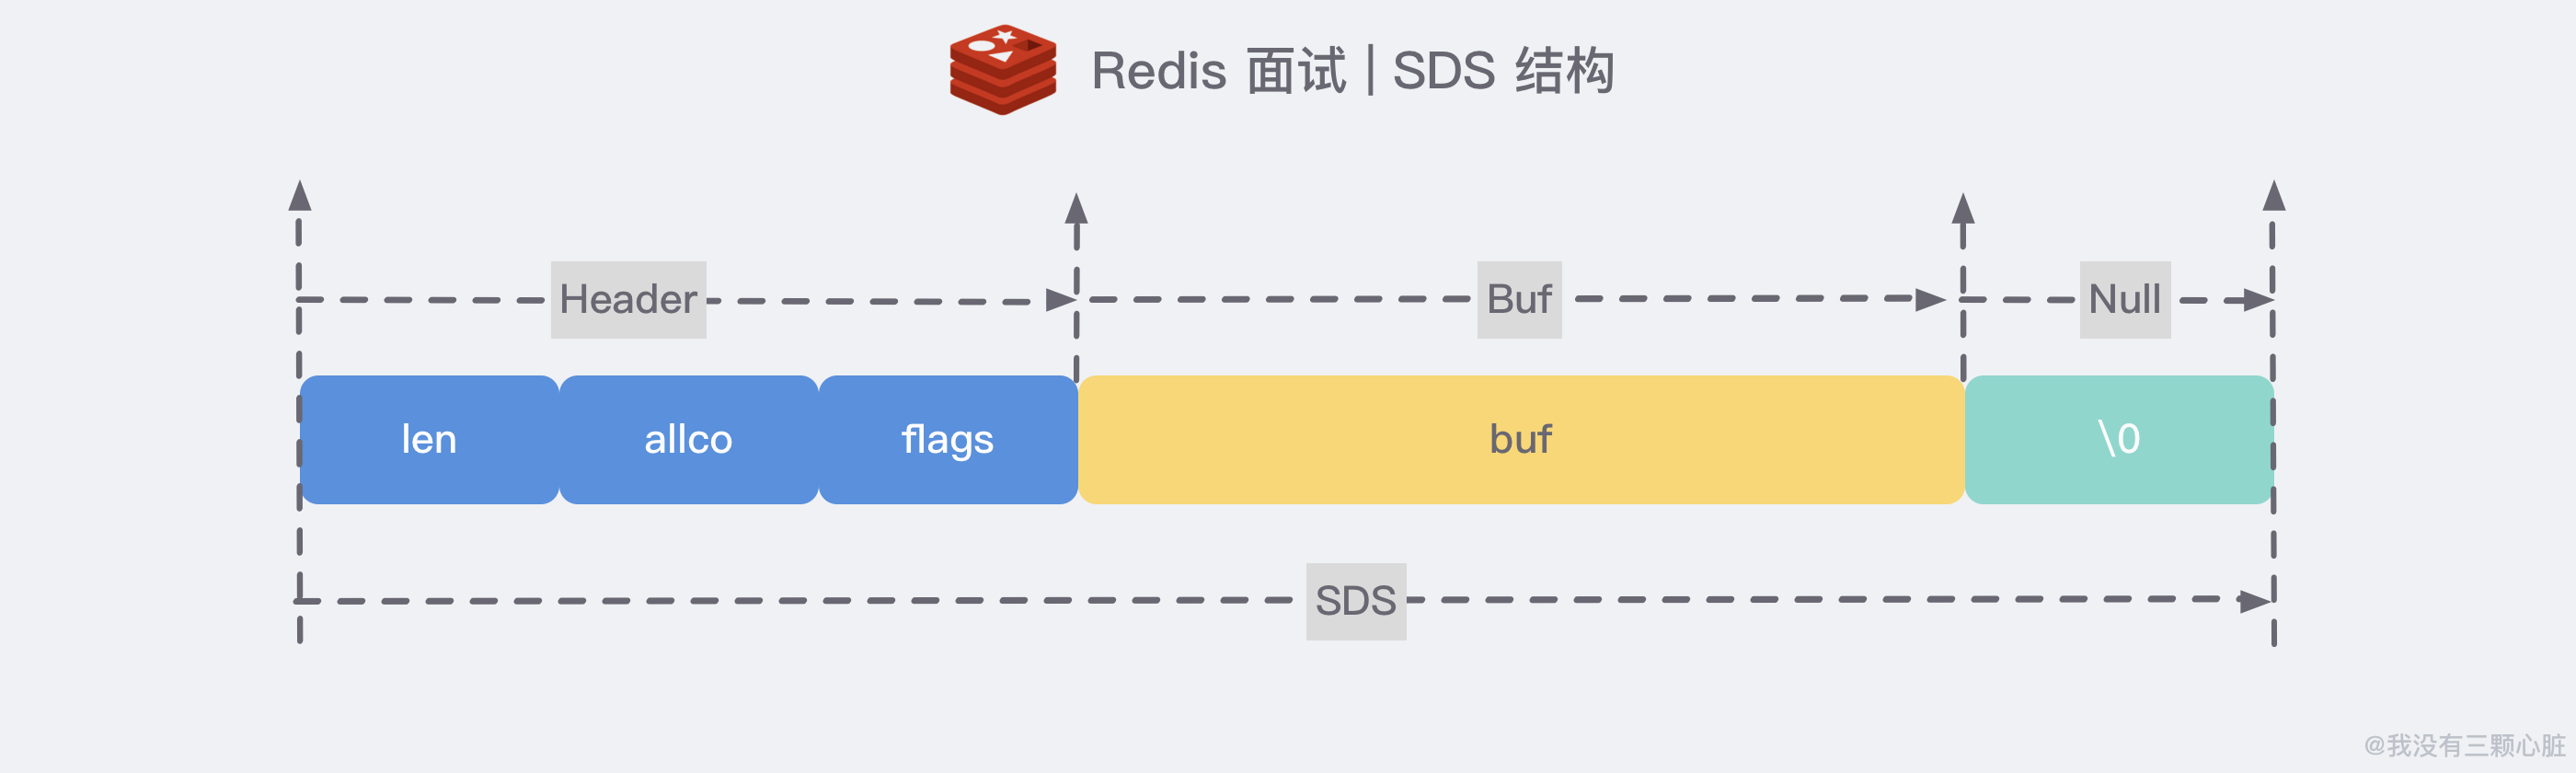 Redis 面试 | SDS 结构
Header
Buf
Null
len
allco
flags
buf
\0
SDS
@我没有三颗心脏